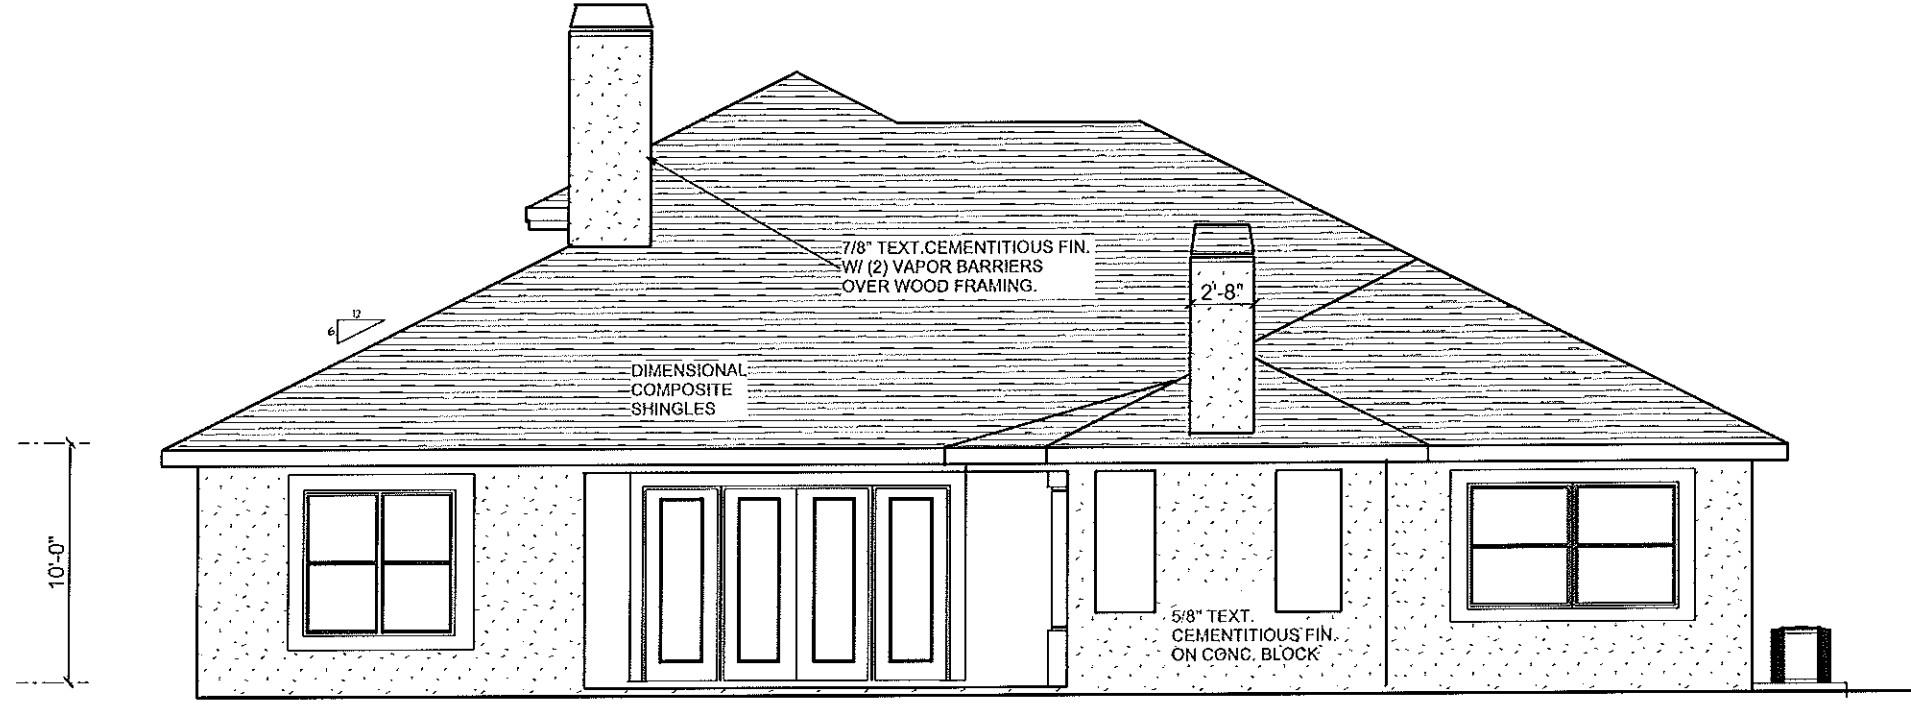 7/8" TEXT.CEMENTITIOUS FIN.
W/ (2) VAPOR BARRIERS
OVER WOOD FRAMING.
2'-8"
12
6
DIMENSIONAL
COMPOSITE
SHINGLES
10'-0"
5/8" TEXT.
CEMENTITIOUS FIN.
ON CONC. BLOCK